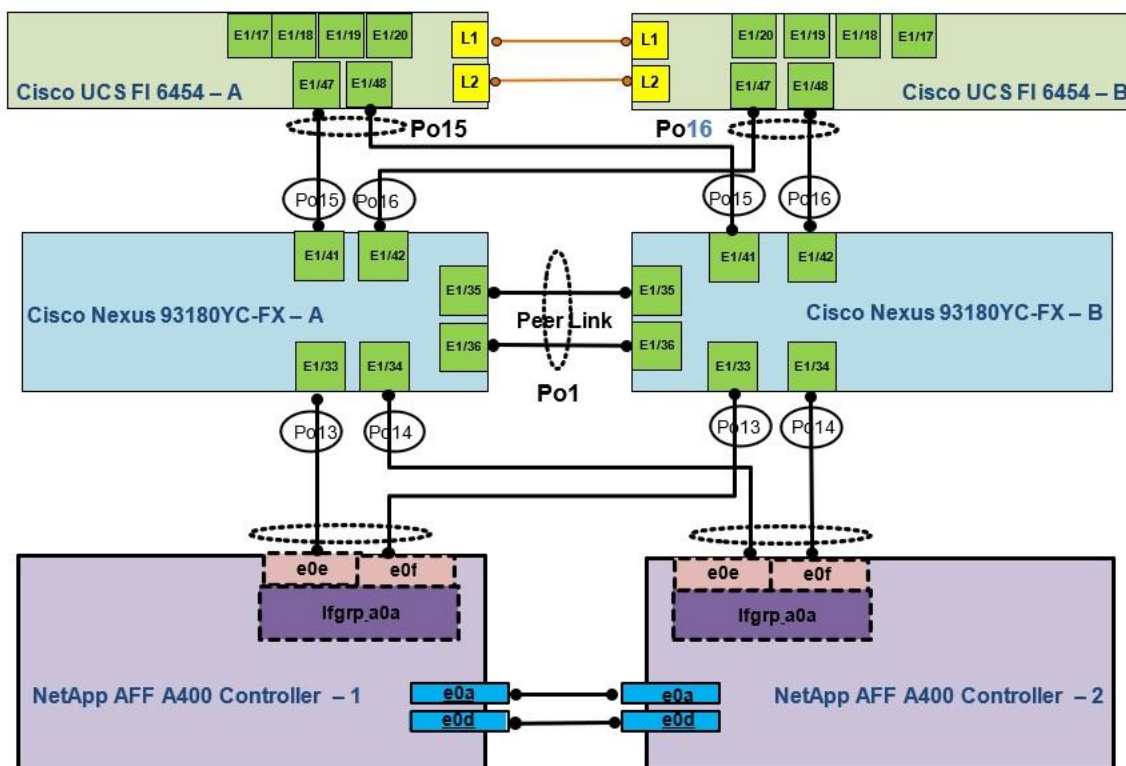 E1/17 E1/18 E1/19 E1/20 L1 L1 E1/20 E1/19 E1/18 E1/17
Cisco UCS FI 6454 – A E1/47 E1/48 L2 L2 E1/47 E1/48 Cisco UCS FI 6454 – B
Po15 Po16
Po15 Po16 Po15 Po16
E1/41 E1/42 E1/41 E1/42
E1/35 E1/35
Cisco Nexus 93180YC-FX – A Peer Link Cisco Nexus 93180YC-FX – B
E1/36 E1/36
E1/33 E1/34 E1/33 E1/34
Po1
Po13 Po14 Po13 Po14
e0e e0f e0e e0f
Ifgrp_a0a Ifgrp_a0a
NetApp AFF A400 Controller – 1 e0a e0a NetApp AFF A400 Controller – 2
e0d e0d